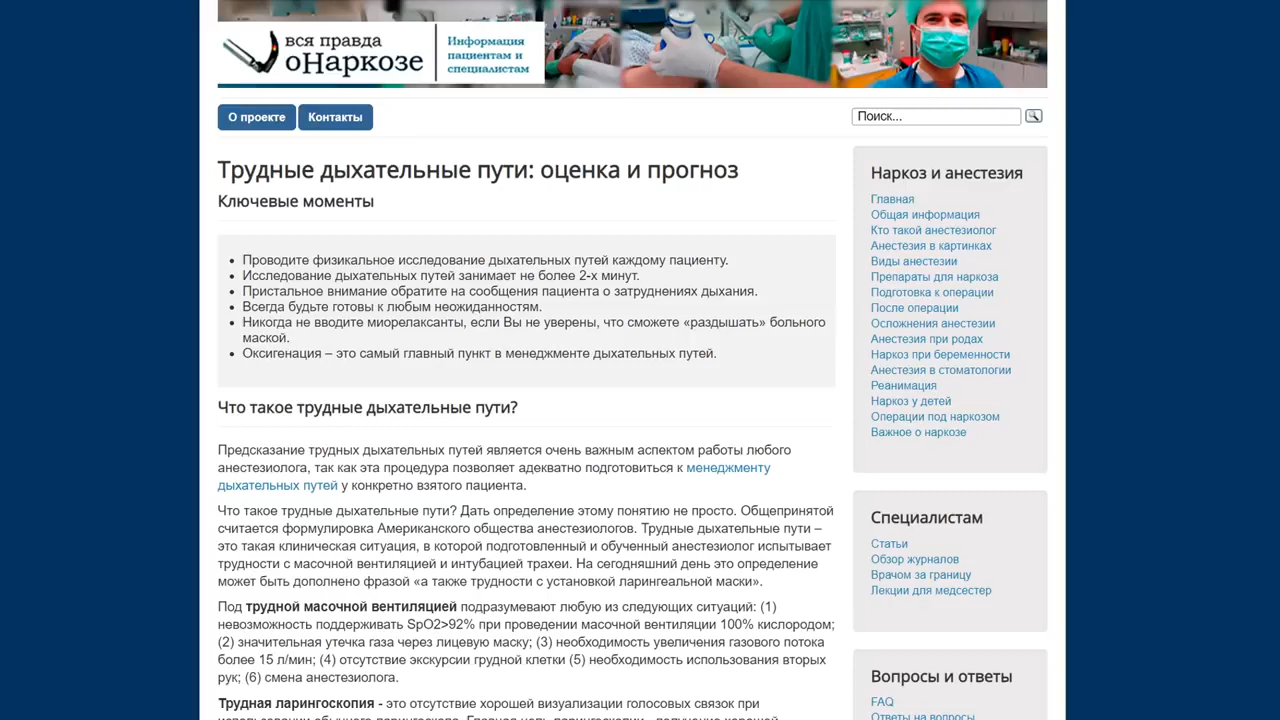 вся правда
оНаркозе
Информация
пациентам и
специалистам
О проекте
Контакты
Поиск...
Трудные дыхательные пути: оценка и прогноз
Ключевые моменты
Проводите физикальное исследование дыхательных путей каждому пациенту.
Исследование дыхательных путей занимает не более 2-х минут.
Пристальное внимание обратите на сообщения пациента о затруднениях дыхания.
Всегда будьте готовы к любым неожиданностям.
Никогда не вводите миорелаксанты, если Вы не уверены, что сможете «раздышать» больного
маской.
Оксигенация – это самый главный пункт в менеджменте дыхательных путей.
Что такое трудные дыхательные пути?
Предсказание трудных дыхательных путей является очень важным аспектом работы любого
анестезиолога, так как эта процедура позволяет адекватно подготовиться к менеджменту
дыхательных путей у конкретно взятого пациента.
Что такое трудные дыхательные пути? Дать определение этому понятию не просто. Общепринятой
считается формулировка Американского общества анестезиологов. Трудные дыхательные пути –
это такая клиническая ситуация, в которой подготовленный и обученный анестезиолог испытывает
трудности с масочной вентиляцией и интубацией трахеи. На сегодняшний день это определение
может быть дополнено фразой «а также трудности с установкой ларингеальной маски».
Под трудной масочной вентиляцией подразумевают любую из следующих ситуаций: (1)
невозможность поддерживать SpO2>92% при проведении масочной вентиляции 100% кислородом;
(2) значительная утечка газа через лицевую маску; (3) необходимость увеличения газового потока
более 15 л/мин; (4) отсутствие экскурсии грудной клетки (5) необходимость использования вторых
рук; (6) смена анестезиолога.
Трудная ларингоскопия - это отсутствие хорошей визуализации голосовых связок при
Наркоз и анестезия
Главная
Общая информация
Кто такой анестезиолог
Анестезия в картинках
Виды анестезии
Препараты для наркоза
Подготовка к операции
После операции
Осложнения анестезии
Анестезия при родах
Наркоз при беременности
Анестезия в стоматологии
Реанимация
Наркоз у детей
Операции под наркозом
Важное о наркозе
Специалистам
Статьи
Обзор журналов
Врачом за границу
Лекции для медсестер
Вопросы и ответы
FAQ
Ответы на вопросы